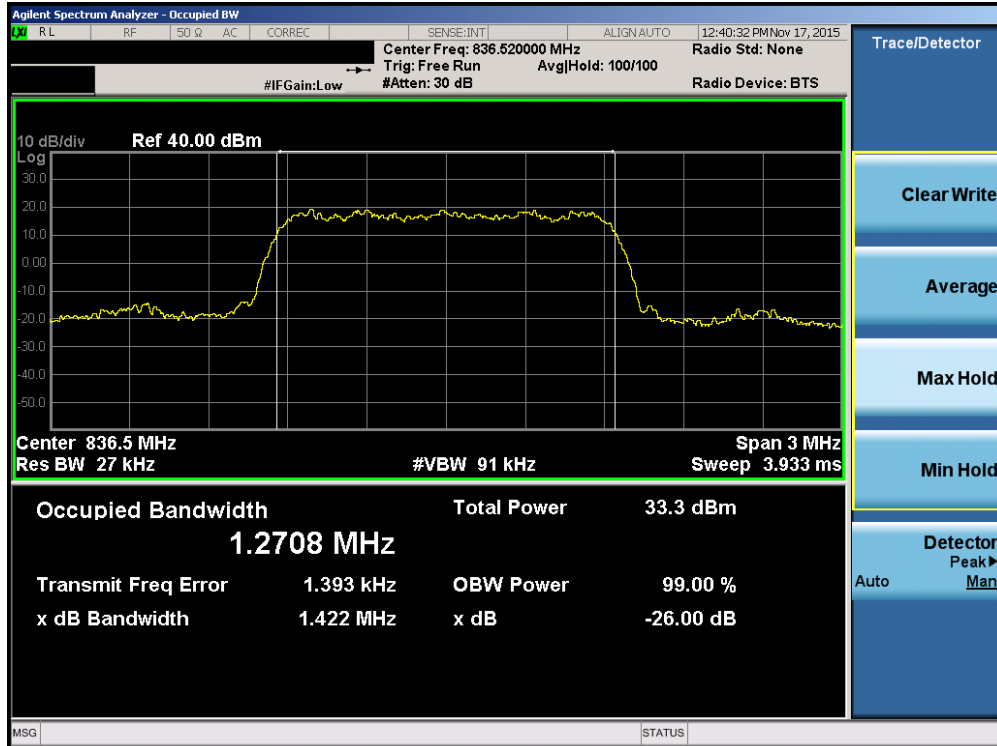 Agilent Spectrum Analyzer - Occupied BW
LXI RL RF 50 Ω AC CORREC SENSE:INT ALIGN AUTO 12:40:32 PM Nov 17, 2015
Center Freq: 836.520000 MHz Radio Std: None
Trig: Free Run Avg|Hold: 100/100
#IFGain:Low #Atten: 30 dB Radio Device: BTS
Trace/Detector
10 dB/div Ref 40.00 dBm
Log
30.0
20.0
10.0
0.00
-10.0
-20.0
-30.0
-40.0
-50.0
Center 836.5 MHz Span 3 MHz
Res BW 27 kHz #VBW 91 kHz Sweep 3.933 ms
Occupied Bandwidth Total Power 33.3 dBm
1.2708 MHz
Transmit Freq Error 1.393 kHz OBW Power 99.00 %
x dB Bandwidth 1.422 MHz x dB -26.00 dB
Clear Write
Average
Max Hold
Min Hold
Detector
Peak▶
Auto Man
MSG STATUS